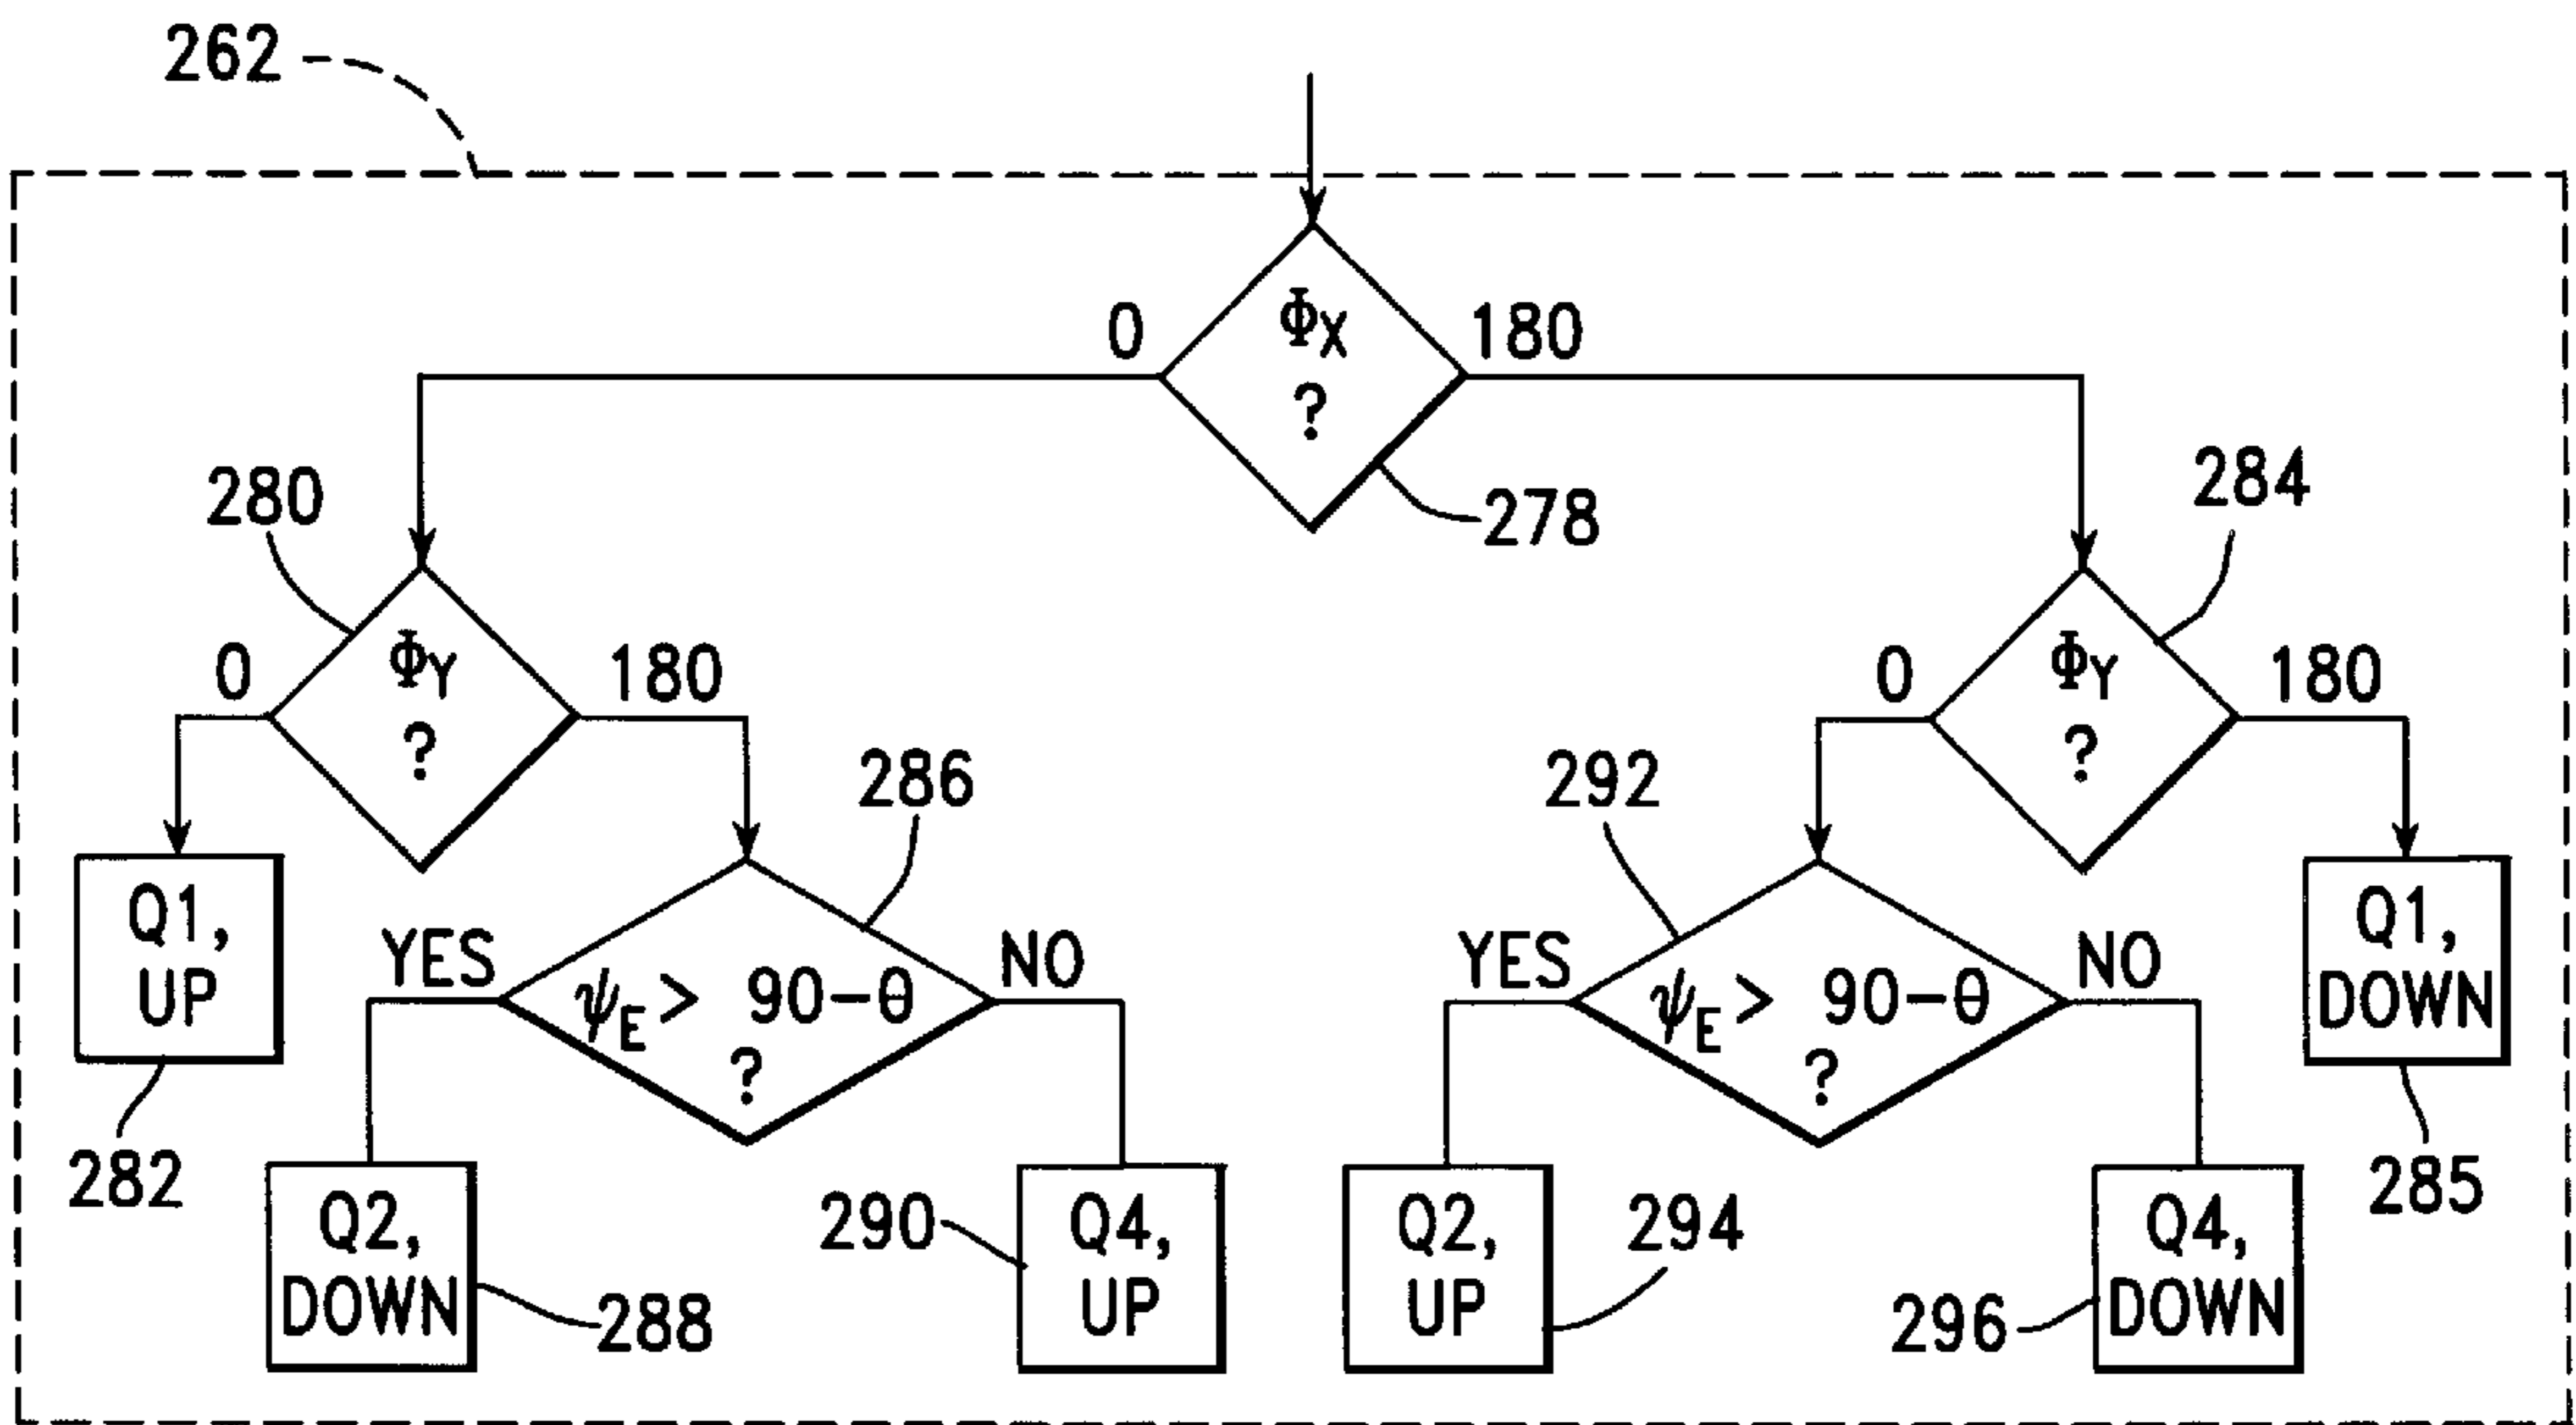 262
0
ΦX
?
180
278
280
284
0
ΦY
?
180
0
ΦY
?
180
286
292
Q1,
UP
YES
ψE > 90-θ
?
NO
YES
ψE > 90-θ
?
NO
Q1,
DOWN
282
285
Q2,
DOWN
288
290
Q4,
UP
Q2,
UP
294
296
Q4,
DOWN